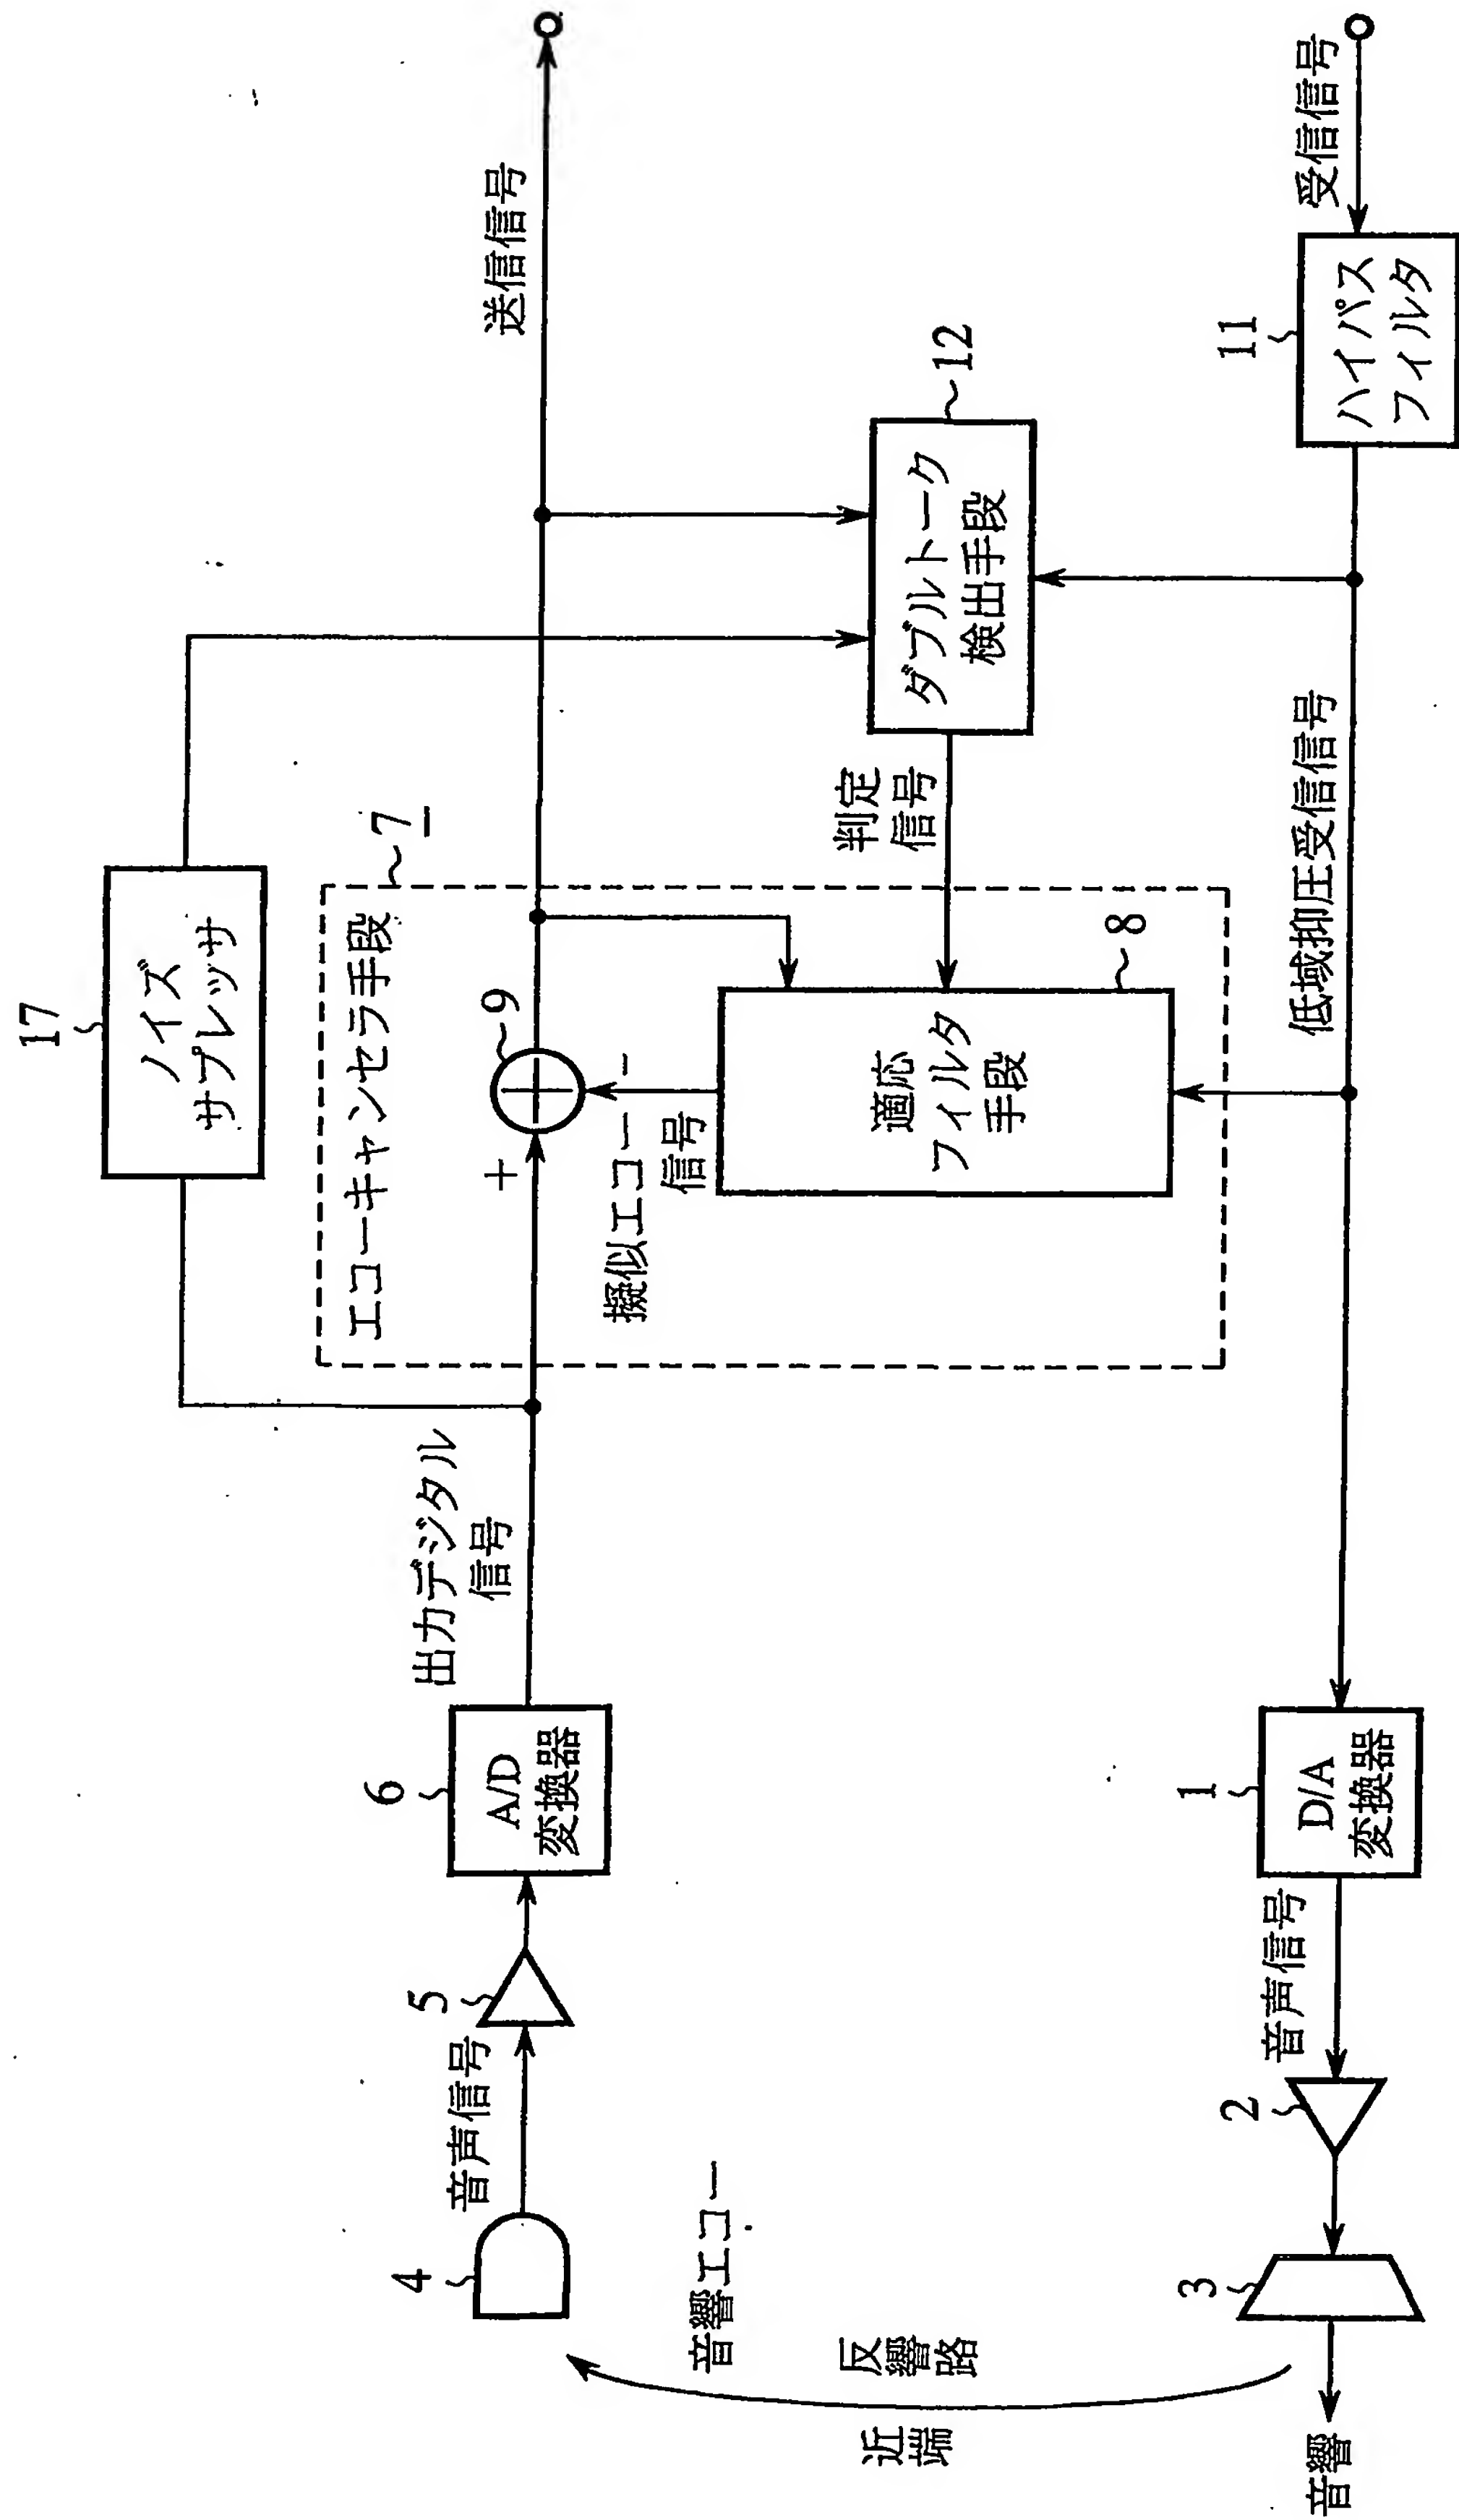 17
ノイズ
サプレッサ
エコーキャンセラ手段
7
送信信号
出力デジタル
信号
6
A/D
変換器
5
音声信号
4
+
9
−
擬似エコー
信号
適応
フィルタ
手段
8
判定
信号
ダブルトーク
検出手段
12
音響エコー
反響路
近端
受信信号
11
ハイパス
フィルタ
低域抑圧受信信号
1
D/A
変換器
音声信号
2
3
音響